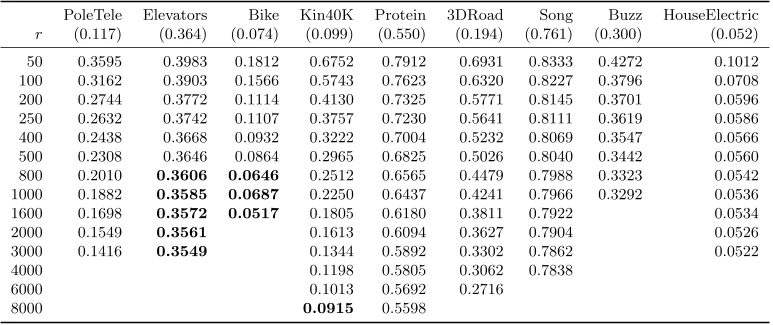 PoleTele Elevators Bike Kin40K Protein 3DRoad Song Buzz HouseElectric
r (0.117) (0.364) (0.074) (0.099) (0.550) (0.194) (0.761) (0.300) (0.052)
50 0.3595 0.3983 0.1812 0.6752 0.7912 0.6931 0.8333 0.4272 0.1012
100 0.3162 0.3903 0.1566 0.5743 0.7623 0.6320 0.8227 0.3796 0.0708
200 0.2744 0.3772 0.1114 0.4130 0.7325 0.5771 0.8145 0.3701 0.0596
250 0.2632 0.3742 0.1107 0.3757 0.7230 0.5641 0.8111 0.3619 0.0586
400 0.2438 0.3668 0.0932 0.3222 0.7004 0.5232 0.8069 0.3547 0.0566
500 0.2308 0.3646 0.0864 0.2965 0.6825 0.5026 0.8040 0.3442 0.0560
800 0.2010 0.3606 0.0646 0.2512 0.6565 0.4479 0.7988 0.3323 0.0542
1000 0.1882 0.3585 0.0687 0.2250 0.6437 0.4241 0.7966 0.3292 0.0536
1600 0.1698 0.3572 0.0517 0.1805 0.6180 0.3811 0.7922 0.0534
2000 0.1549 0.3561 0.1613 0.6094 0.3627 0.7904 0.0526
3000 0.1416 0.3549 0.1344 0.5892 0.3302 0.7862 0.0522
4000 0.1198 0.5805 0.3062 0.7838
6000 0.1013 0.5692 0.2716
8000 0.0915 0.5598